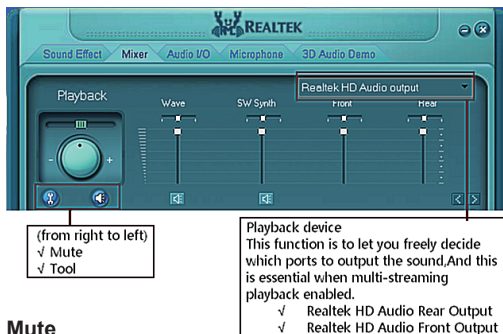 REALTEK
Sound Effect Mixer Audio I/O Microphone 3D Audio Demo
Playback
Realtek HD Audio output
Wave SW Synth Front Rear
- +
(from right to left)
√ Mute
√ Tool
Playback device
This function is to let you freely decide
which ports to output the sound,And this
is essential when multi-streaming
playback enabled.
√ Realtek HD Audio Rear Output
√ Realtek HD Audio Front Output
Mute